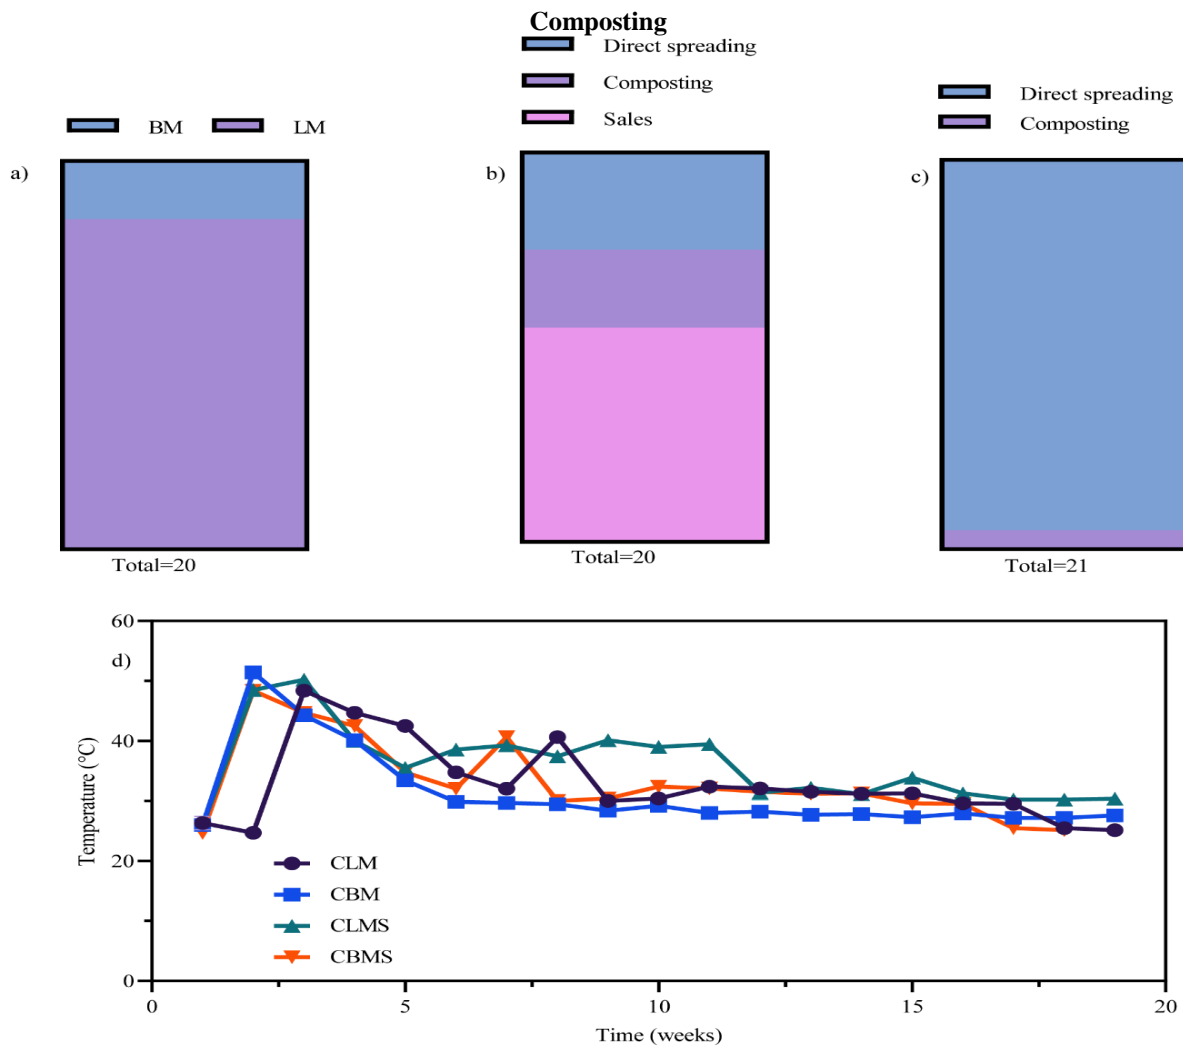 Composting
Direct spreading
Composting
Sales
BM LM
Direct spreading
Composting
a)
b)
c)
Total=20
Total=20
Total=21
d)
60
40
20
0
Temperature (°C)
CLM
CBM
CLMS
CBMS
0 5 10 15 20
Time (weeks)